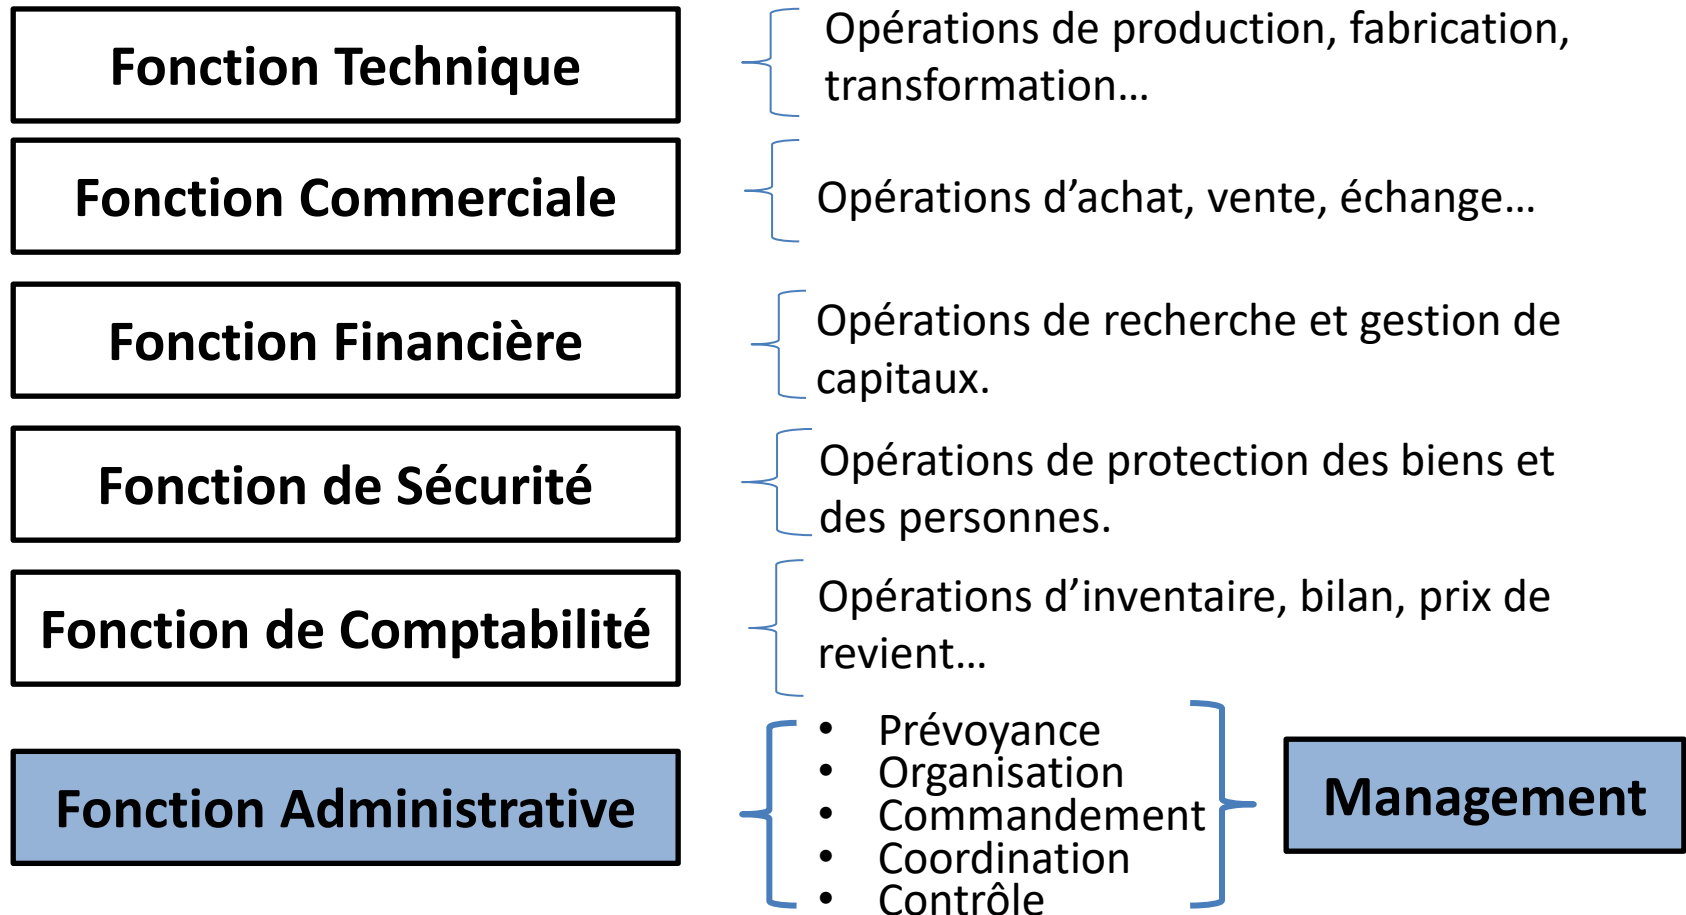 Fonction Technique
Opérations de production, fabrication,
transformation…
Fonction Commerciale
Opérations d’achat, vente, échange…
Fonction Financière
Opérations de recherche et gestion de
capitaux.
Fonction de Sécurité
Opérations de protection des biens et
des personnes.
Fonction de Comptabilité
Opérations d’inventaire, bilan, prix de
revient…
Fonction Administrative
• Prévoyance
• Organisation
• Commandement
• Coordination
• Contrôle
Management